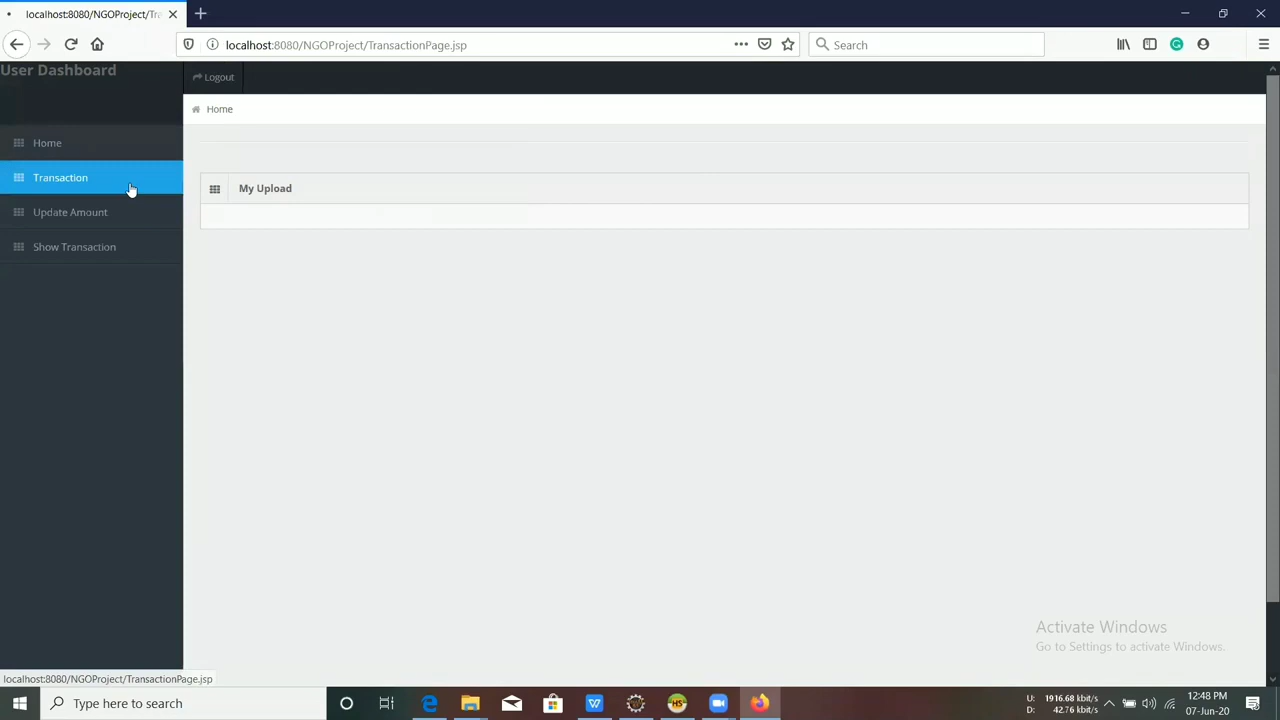 localhost:8080/NGOProject/Tra
localhost:8080/NGOProject/TransactionPage.jsp
Search
User Dashboard
Logout
Home
Home
Transaction
Update Amount
Show Transaction
My Upload
Activate Windows
Go to Settings to activate Windows.
localhost:8080/NGOProject/TransactionPage.jsp
Type here to search
U: 1916.68 kbit/s
D: 42.76 kbit/s
12:48 PM
07-Jun-20